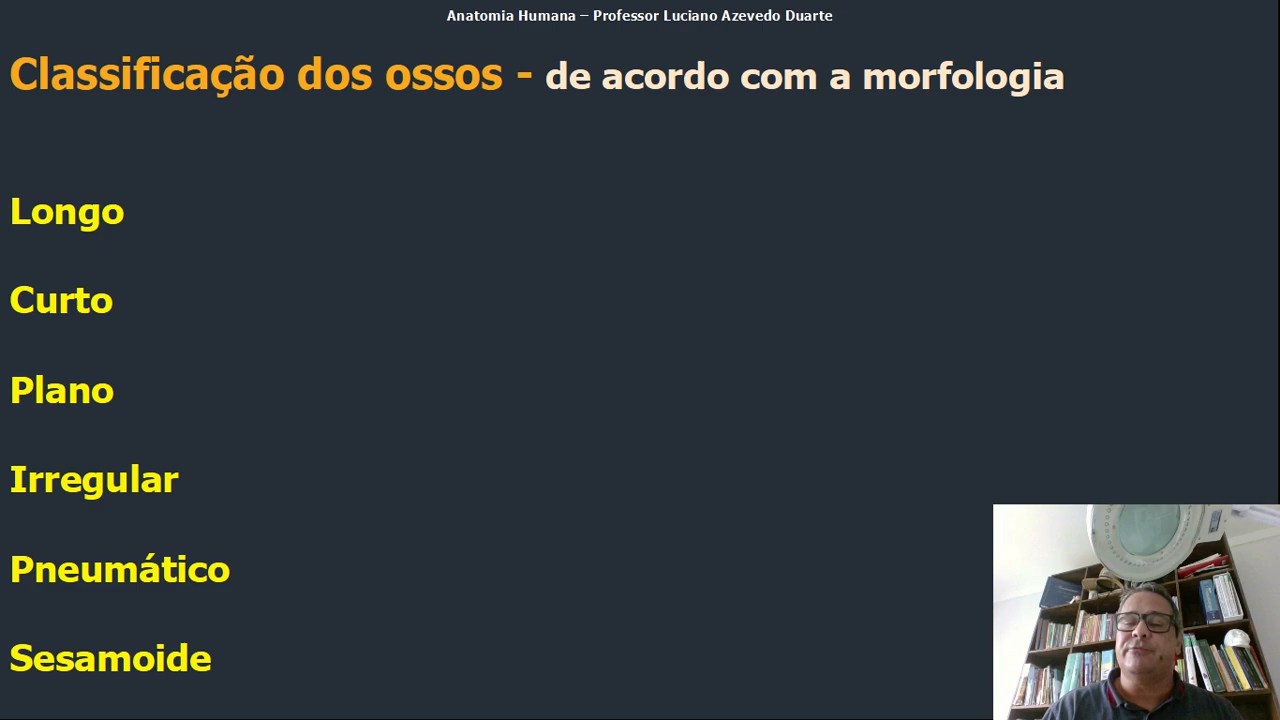 Anatomia Humana – Professor Luciano Azevedo Duarte
Classificação dos ossos - de acordo com a morfologia
Longo
Curto
Plano
Irregular
Pneumático
Sesamoide